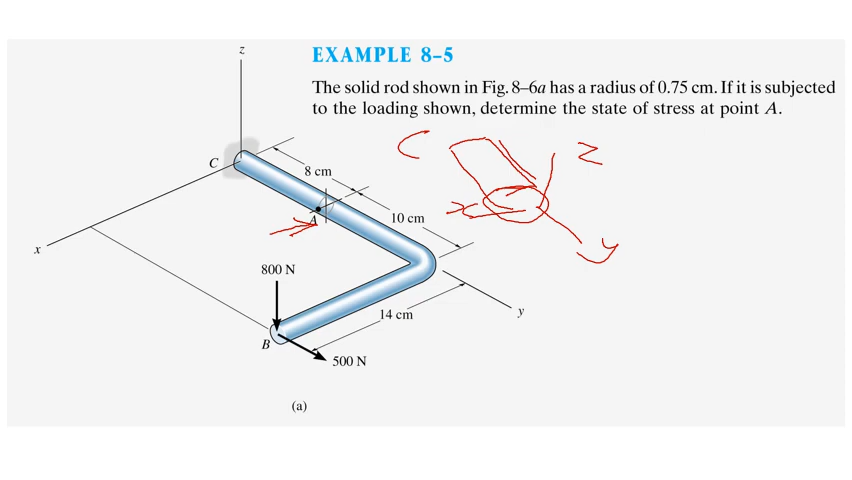 EXAMPLE 8–5
The solid rod shown in Fig. 8–6a has a radius of 0.75 cm. If it is subjected
to the loading shown, determine the state of stress at point A.
z
C
8 cm
A
10 cm
x
800 N
14 cm
y
B
500 N
(a)
C
z
x
y